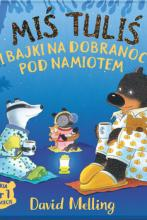 MIŚ TULIŚ
I BAJKI NA DOBRANOC
POD NAMIOTEM
David Melling